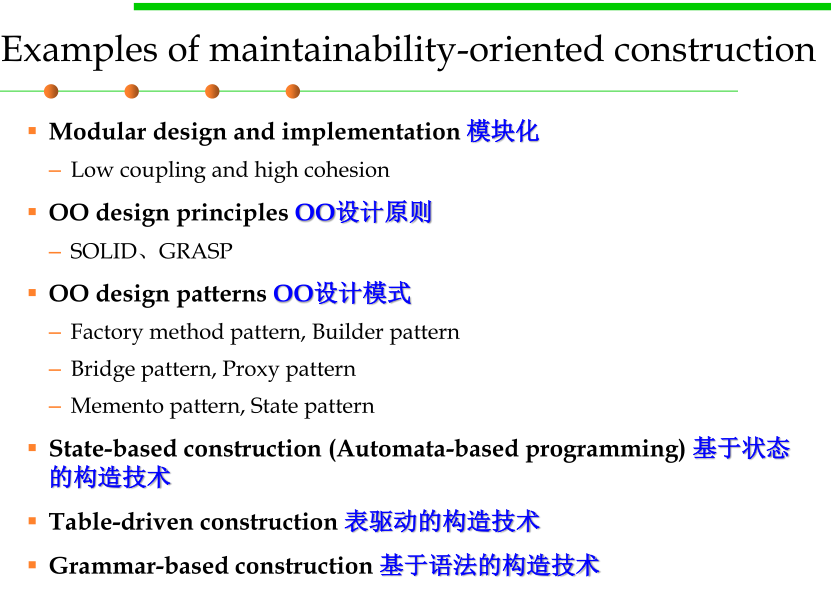 Examples of maintainability-oriented construction
▪ Modular design and implementation 模块化
– Low coupling and high cohesion
▪ OO design principles OO设计原则
– SOLID、GRASP
▪ OO design patterns OO设计模式
– Factory method pattern, Builder pattern
– Bridge pattern, Proxy pattern
– Memento pattern, State pattern
▪ State-based construction (Automata-based programming) 基于状态
的构造技术
▪ Table-driven construction 表驱动的构造技术
▪ Grammar-based construction 基于语法的构造技术